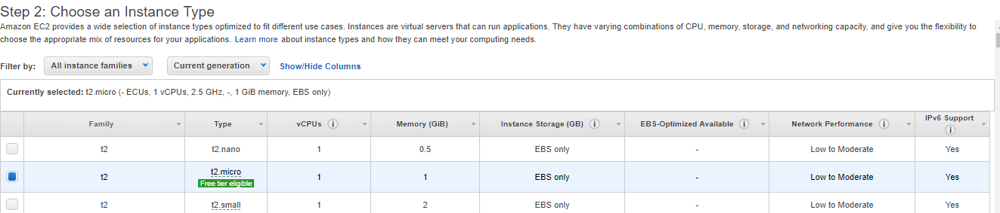 Step 2: Choose an Instance Type
Amazon EC2 provides a wide selection of instance types optimized to fit different use cases. Instances are virtual servers that can run applications. They have varying combinations of CPU, memory, storage, and networking capacity, and give you the flexibility to
choose the appropriate mix of resources for your applications. Learn more about instance types and how they can meet your computing needs.
Filter by: All instance families Current generation Show/Hide Columns
Currently selected: t2.micro (- ECUs, 1 vCPUs, 2.5 GHz, -, 1 GiB memory, EBS only)
Family Type vCPUs i Memory (GiB) Instance Storage (GB) i EBS-Optimized Available i Network Performance i IPv6 Support i
t2 t2.nano 1 0.5 EBS only - Low to Moderate Yes
t2 t2.micro 1 1 EBS only - Low to Moderate Yes
Free tier eligible
t2 t2.small 1 2 EBS only - Low to Moderate Yes